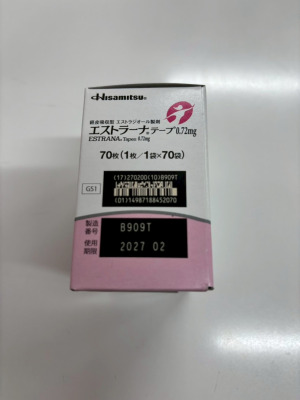 Hisamitsu®
経皮吸収型 エストラジオール製剤
エストラーナ®テープ0.72mg
ESTRANA® Tapes 0.72mg
70枚(1枚/1袋×70袋)
(17)270200(10)B909T
GS1
(01)14987188452070
製造番号 B909T
使用期限 2027 02